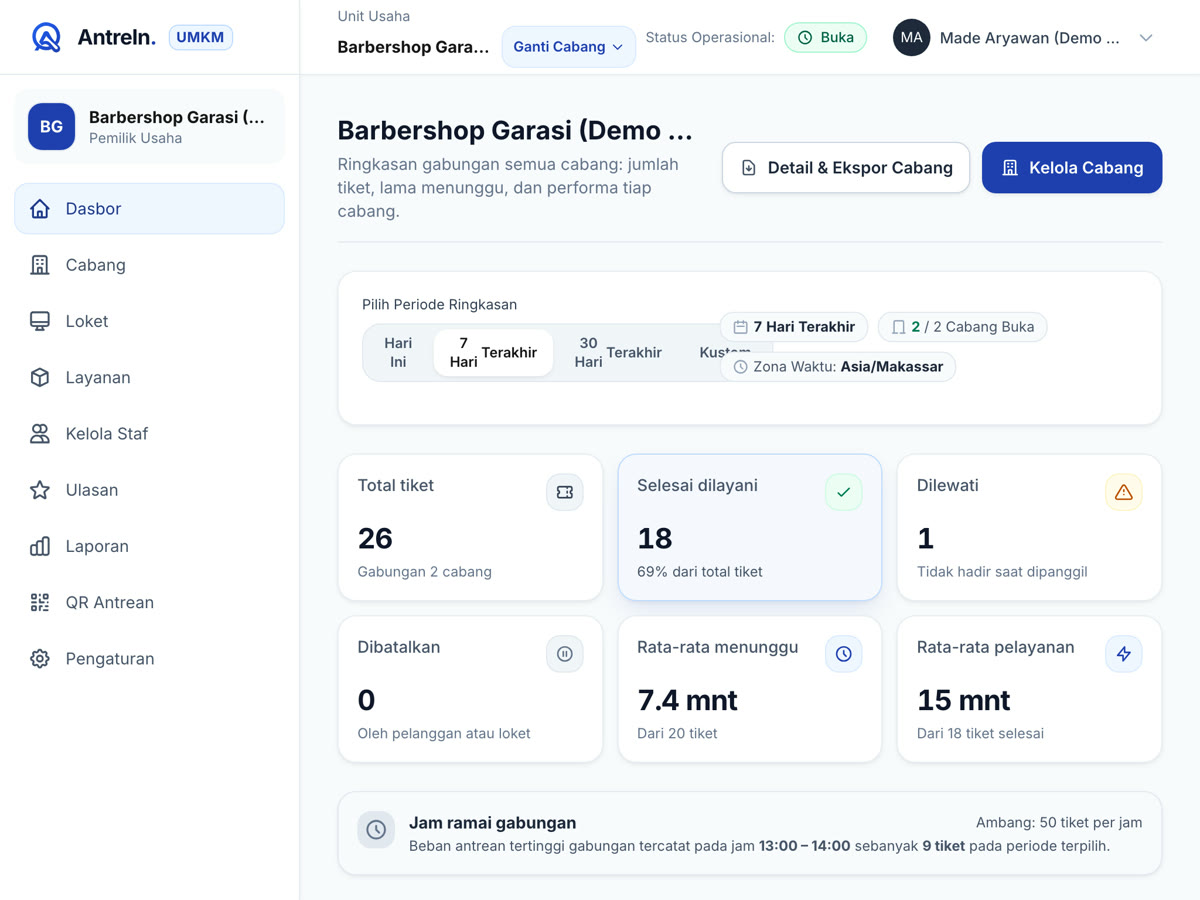 AntreIn.
UMKM
Unit Usaha
Barbershop Gara...
Ganti Cabang
Status Operasional:
Buka
MA
Made Aryawan (Demo ...
BG
Barbershop Garasi (...
Pemilik Usaha
Dasbor
Cabang
Loket
Layanan
Kelola Staf
Ulasan
Laporan
QR Antrean
Pengaturan
Barbershop Garasi (Demo ...
Ringkasan gabungan semua cabang: jumlah
tiket, lama menunggu, dan performa tiap
cabang.
Detail & Ekspor Cabang
Kelola Cabang
Pilih Periode Ringkasan
Hari
Ini
7
Hari
Terakhir
30
Hari
Terakhir
Kustom
7 Hari Terakhir
2 / 2 Cabang Buka
Zona Waktu: Asia/Makassar
Total tiket
26
Gabungan 2 cabang
Selesai dilayani
18
69% dari total tiket
Dilewati
1
Tidak hadir saat dipanggil
Dibatalkan
0
Oleh pelanggan atau loket
Rata-rata menunggu
7.4 mnt
Dari 20 tiket
Rata-rata pelayanan
15 mnt
Dari 18 tiket selesai
Jam ramai gabungan
Ambang: 50 tiket per jam
Beban antrean tertinggi gabungan tercatat pada jam 13:00 – 14:00 sebanyak 9 tiket pada periode terpilih.